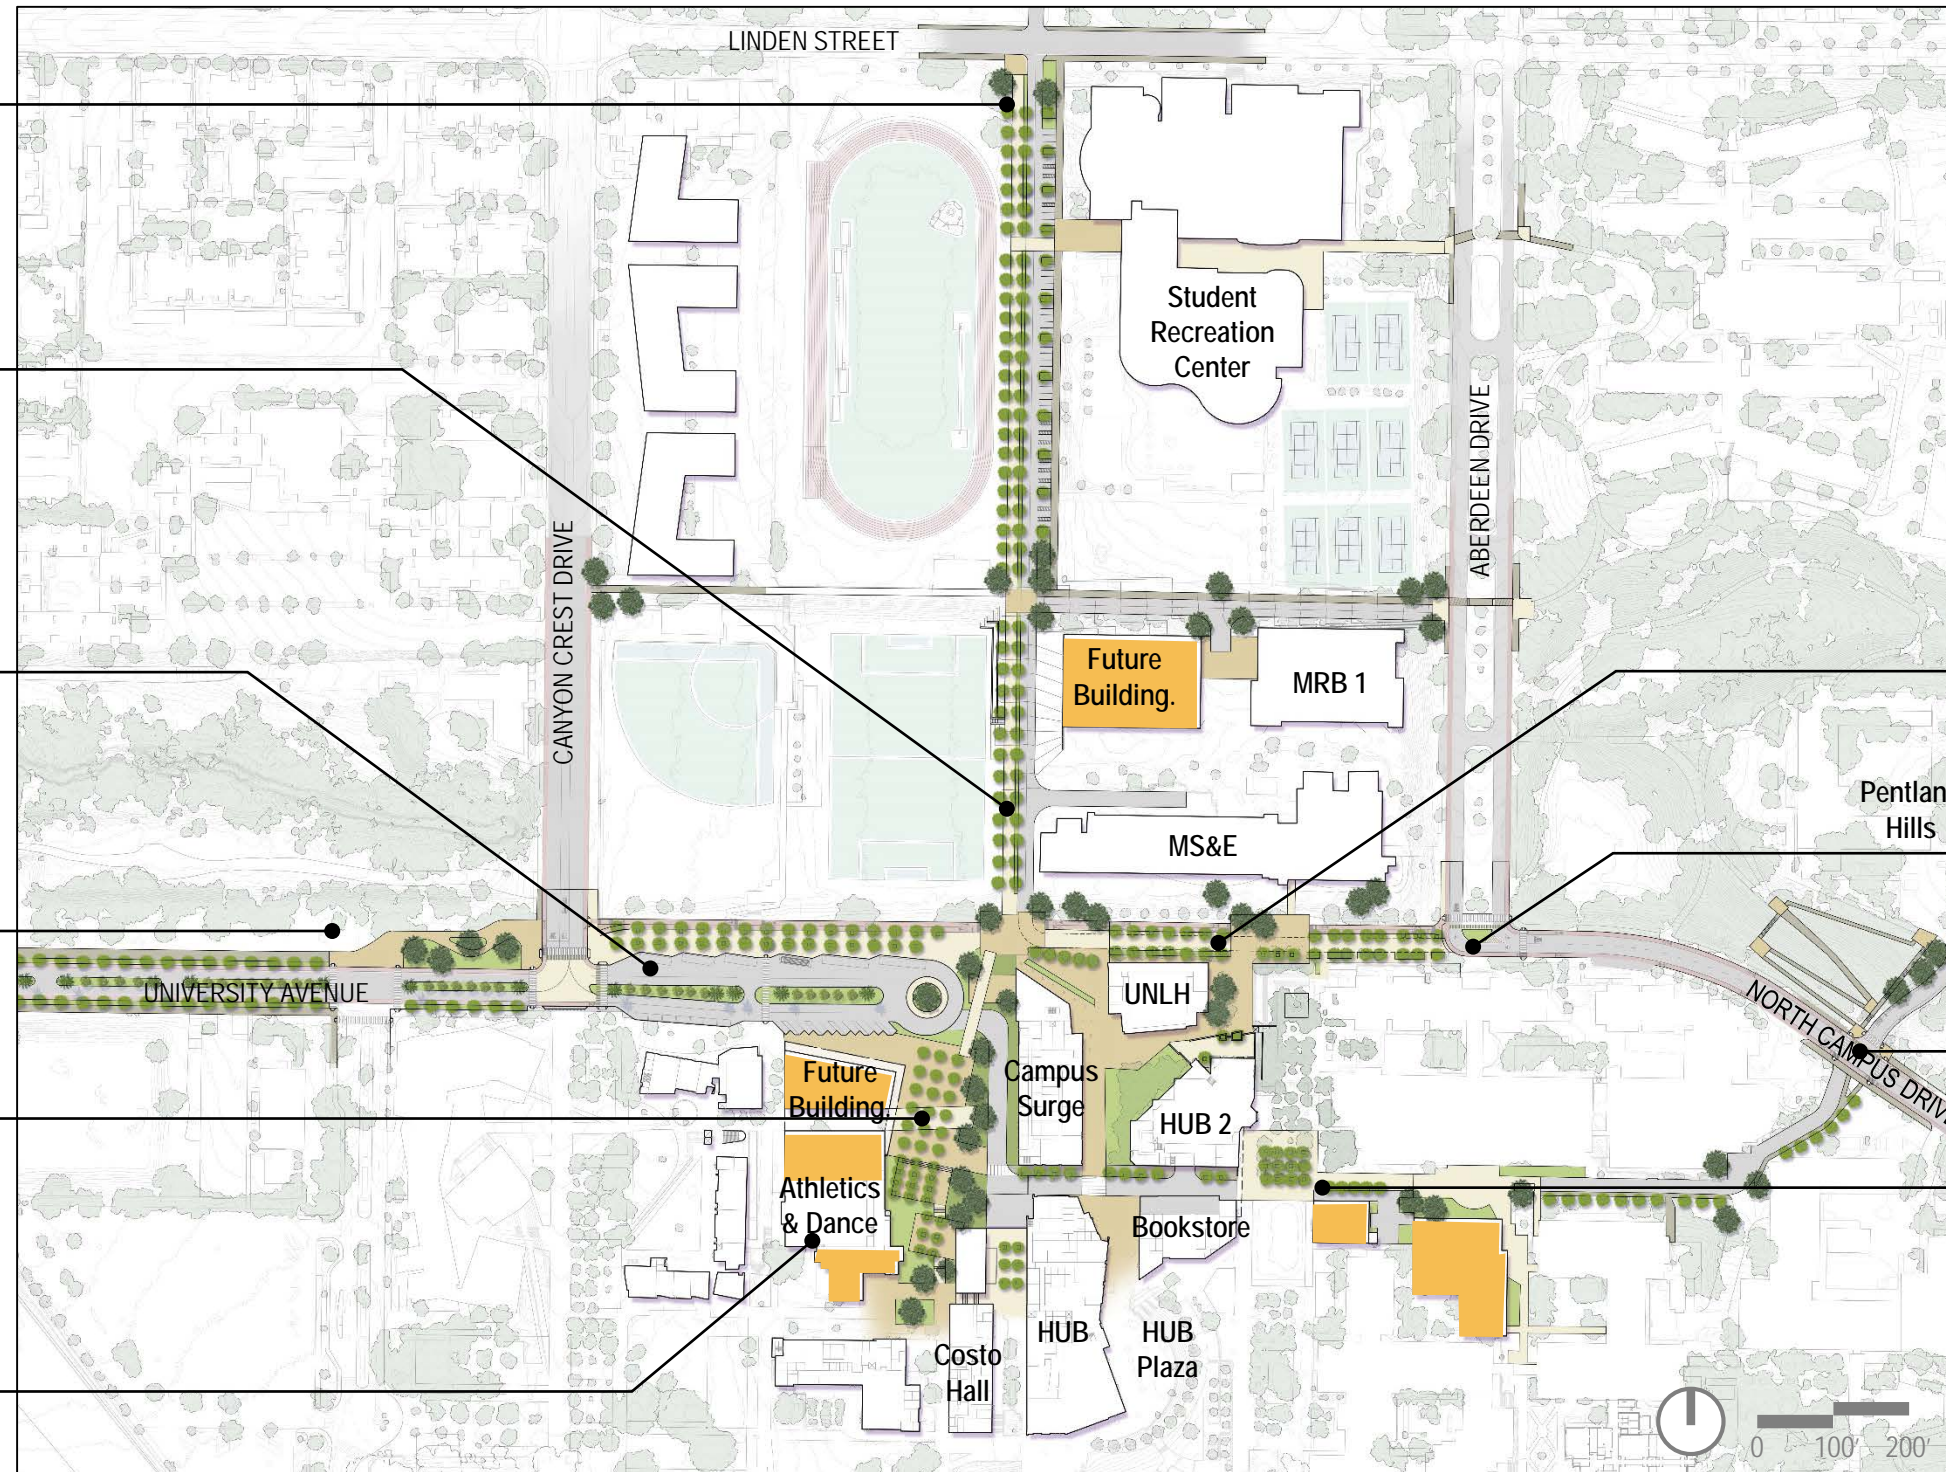 LINDEN STREET
Student
Recreation
Center
ABERDEEN DRIVE
CANYON CREST DRIVE
Future
Building.
MRB 1
Pentlan
Hills
MS&E
UNIVERSITY AVENUE
UNLH
NORTH CAMPUS DRIV
Future
Building.
Campus
Surge
HUB 2
Athletics
& Dance
Bookstore
HUB
HUB
Plaza
Costo
Hall
0 100' 200'